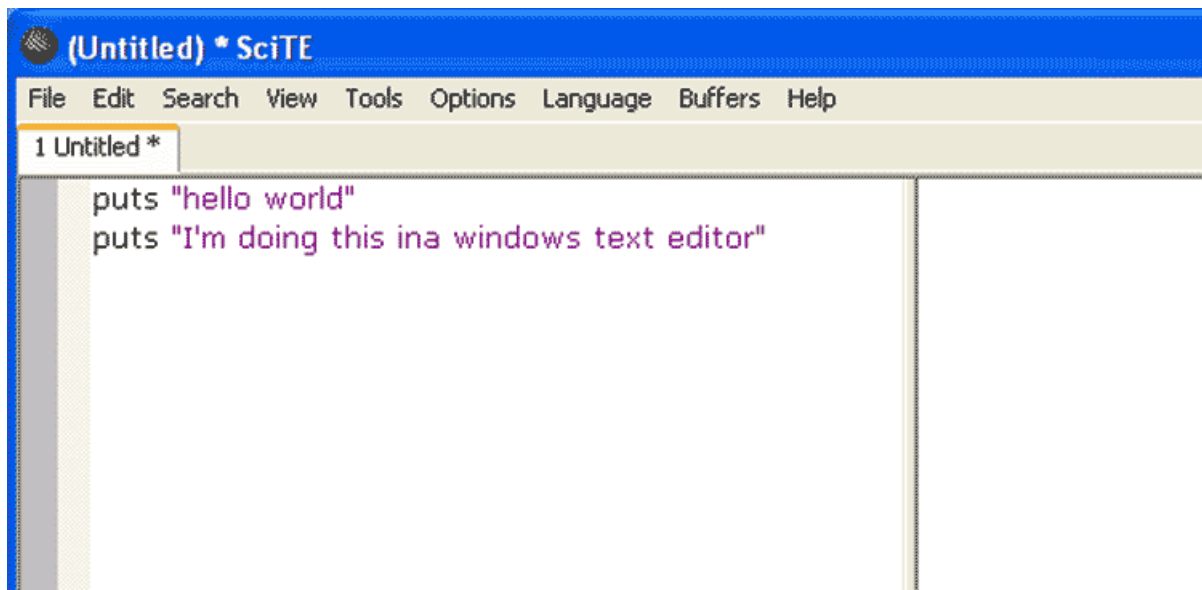 (Untitled) * SciTE
File Edit Search View Tools Options Language Buffers Help
1 Untitled *
puts "hello world"
puts "I'm doing this ina windows text editor"